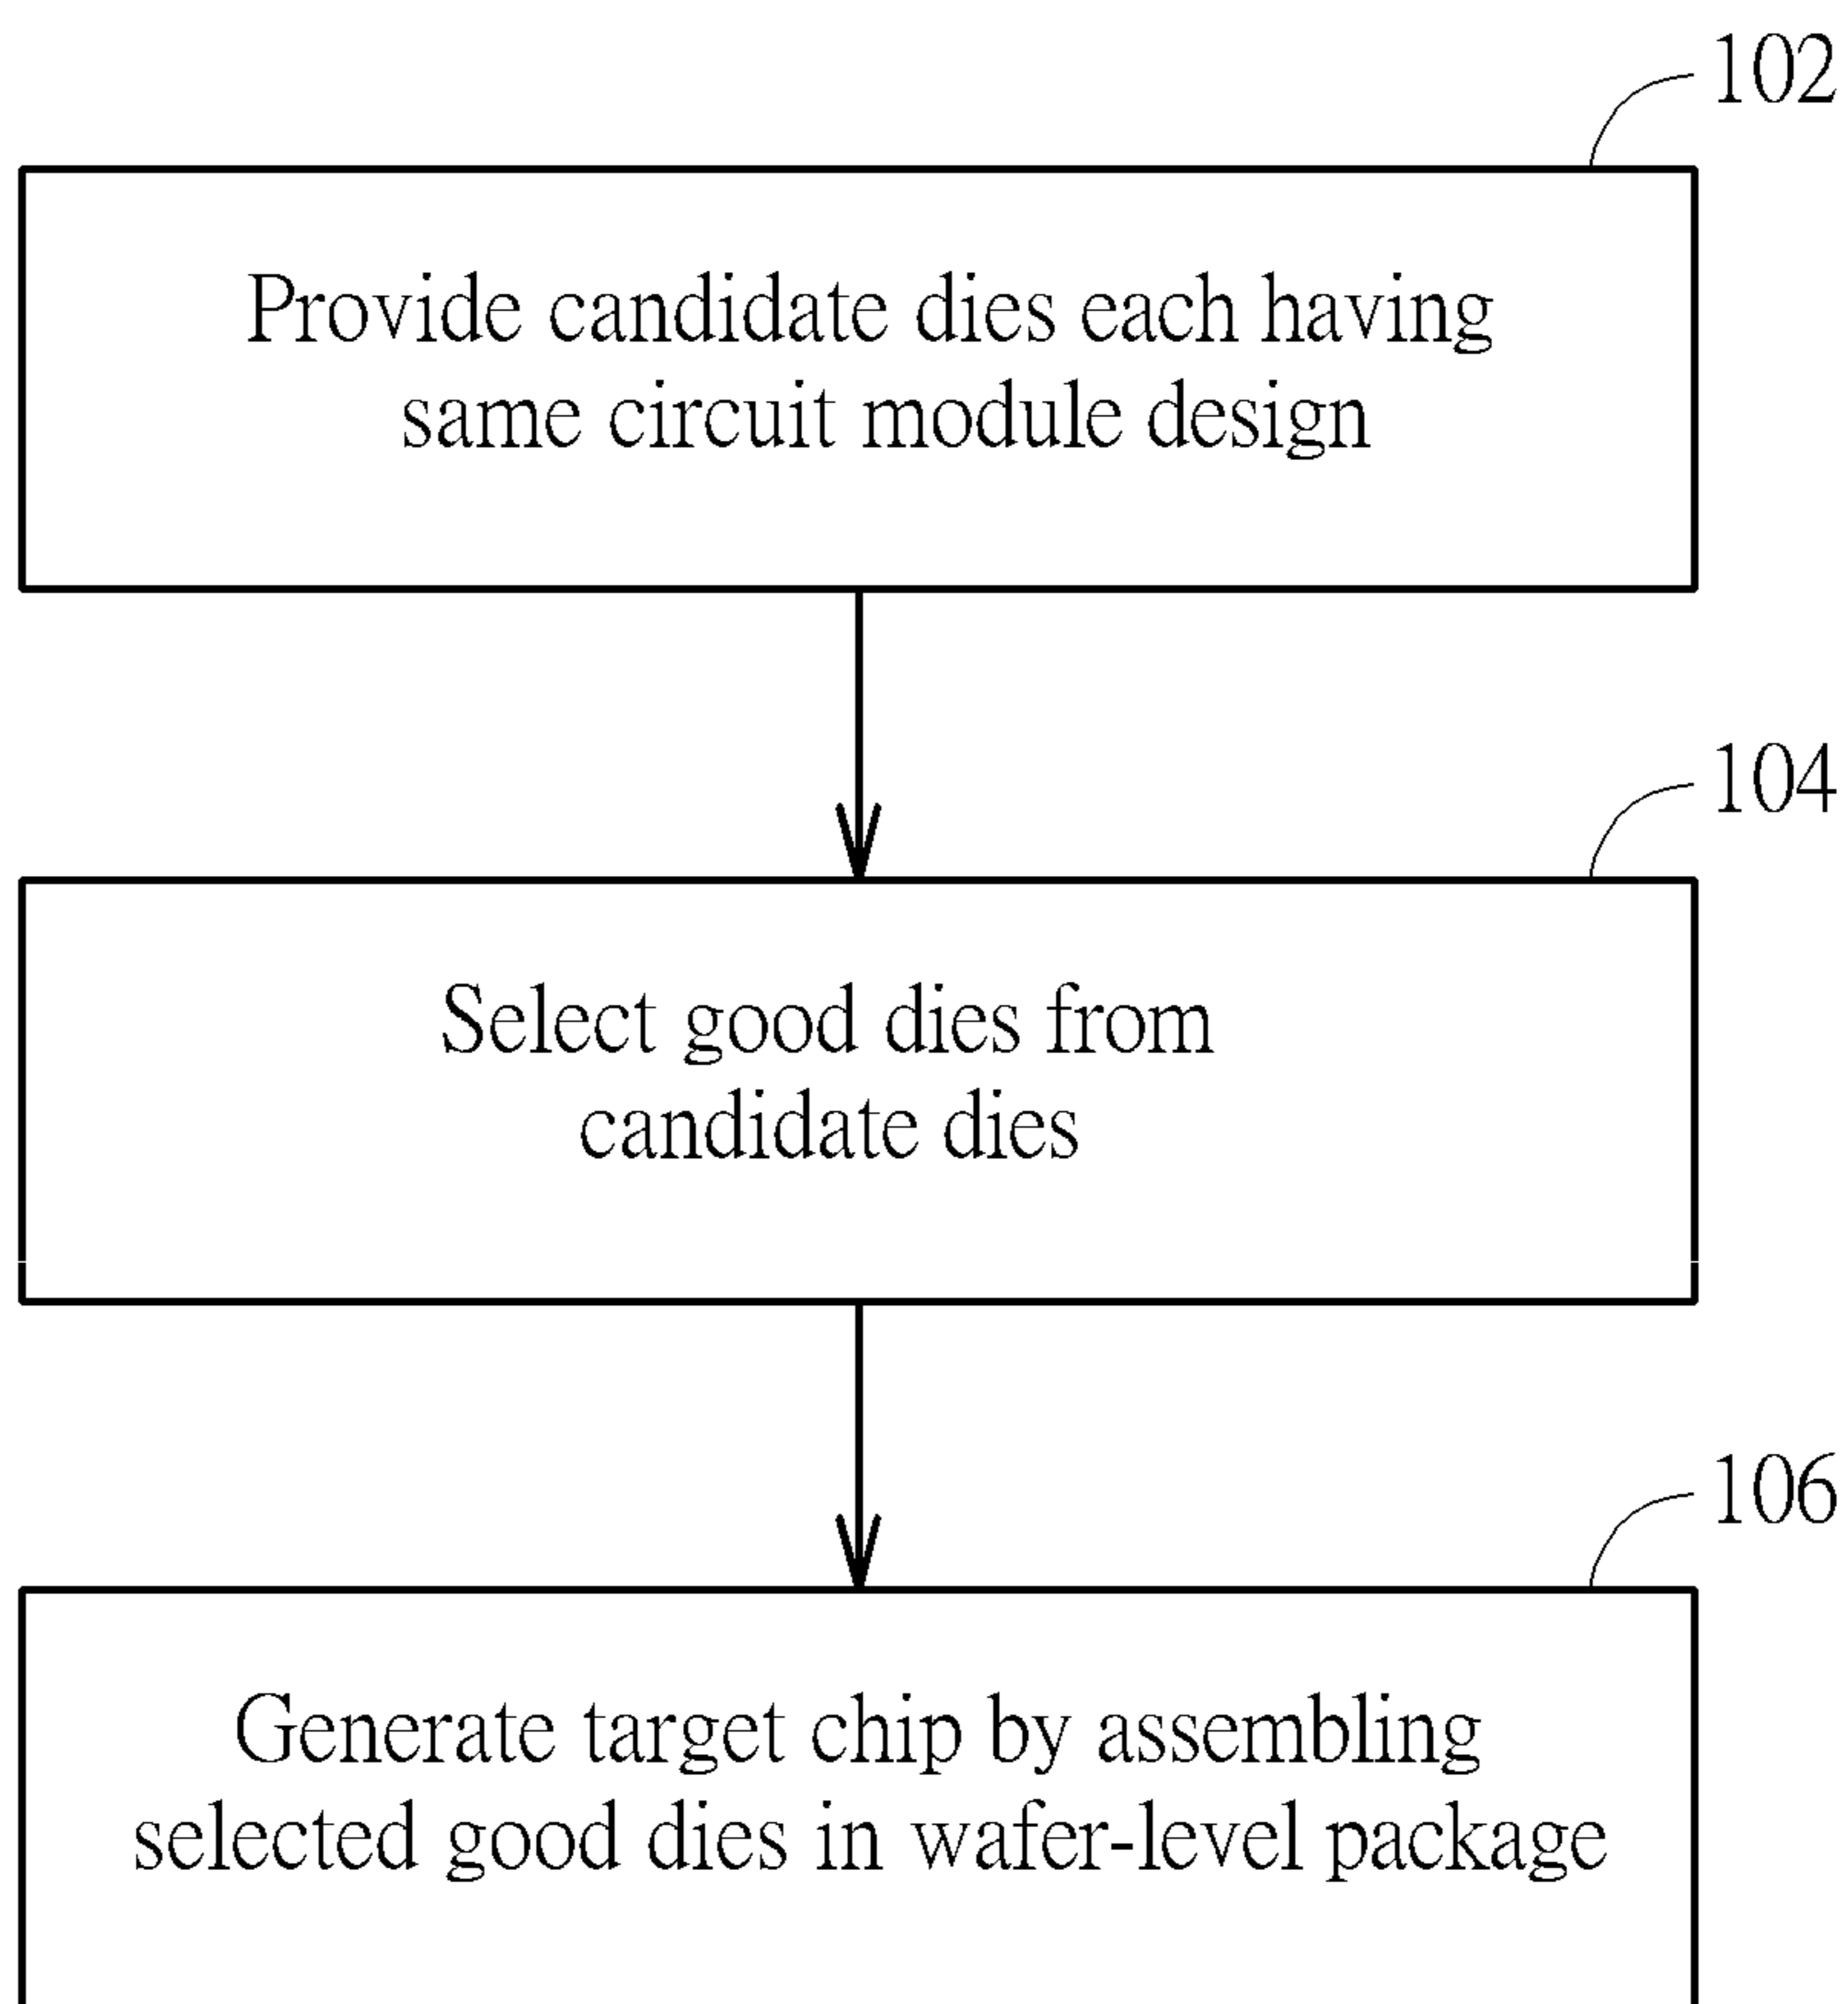 102
Provide candidate dies each having
same circuit module design
104
Select good dies from
candidate dies
106
Generate target chip by assembling
selected good dies in wafer-level package